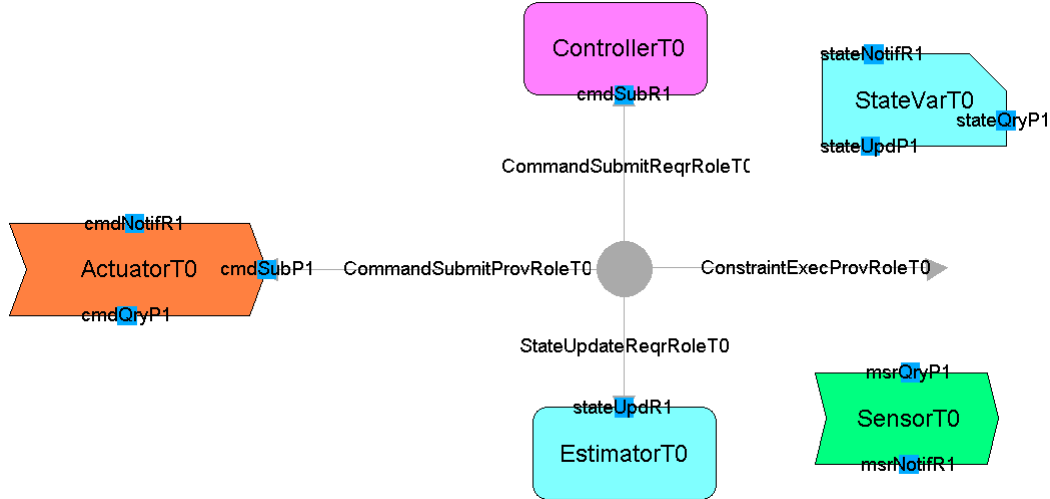 ControllerT0
cmdSubR1
stateNotifR1
StateVarT0
stateQryP1
stateUpdP1
CommandSubmitReqrRoleT0
cmdNotifR1
ActuatorT0
cmdSubP1
CommandSubmitProvRoleT0
ConstraintExecProvRoleT0
cmdQryP1
StateUpdateReqrRoleT0
msrQryP1
stateUpdR1
SensorT0
EstimatorT0
msrNotifR1